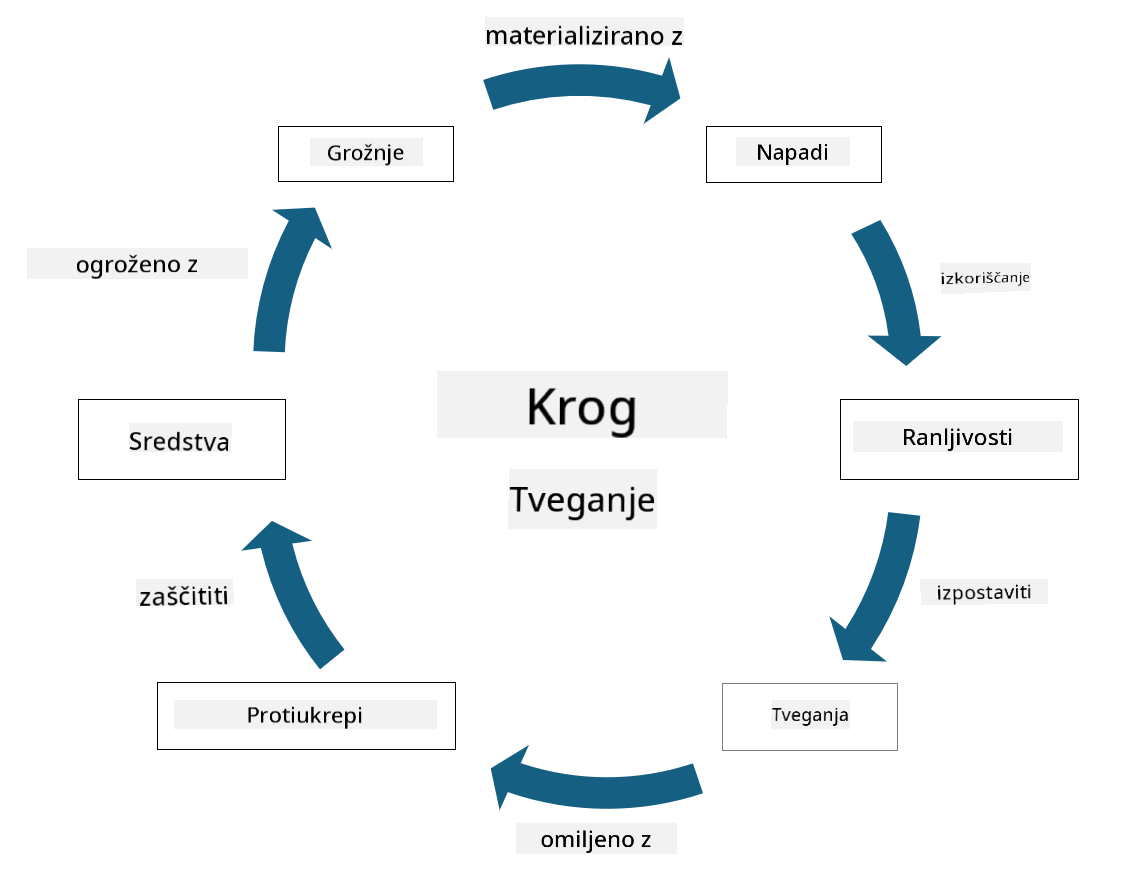 materializirano z
Grožnje
Napadi
ogroženo z
izkoriščanje
Krog
Sredstva
Ranljivosti
Tveganje
zaščititi
izpostaviti
Protiukrepi
Tveganja
omiljeno z